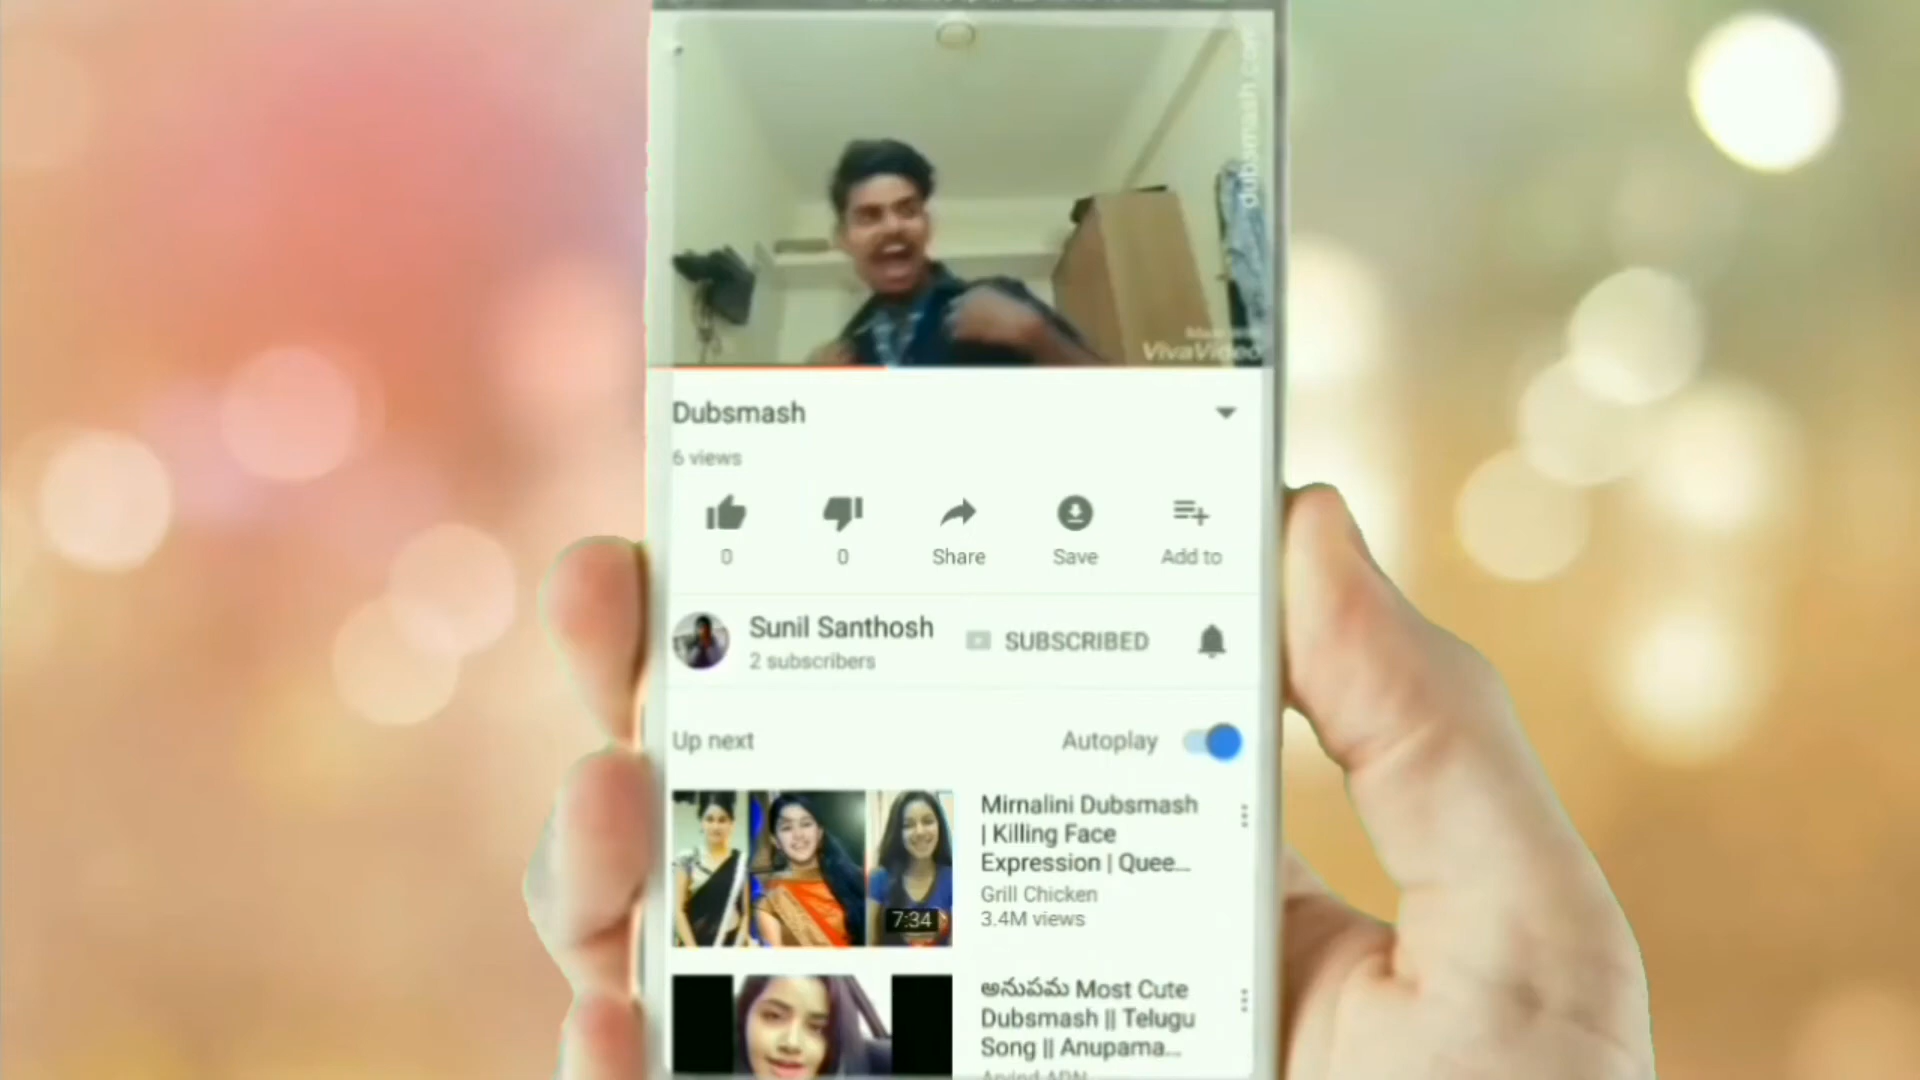 dubsmash.com
VivaVideo
Dubsmash
6 views
0
0
Share
Save
Add to
Sunil Santhosh
2 subscribers
SUBSCRIBED
Up next
Autoplay
7:34
Mirnalini Dubsmash
| Killing Face
Expression | Quee...
Grill Chicken
3.4M views
అనుపమ Most Cute
Dubsmash || Telugu
Song || Anupama...